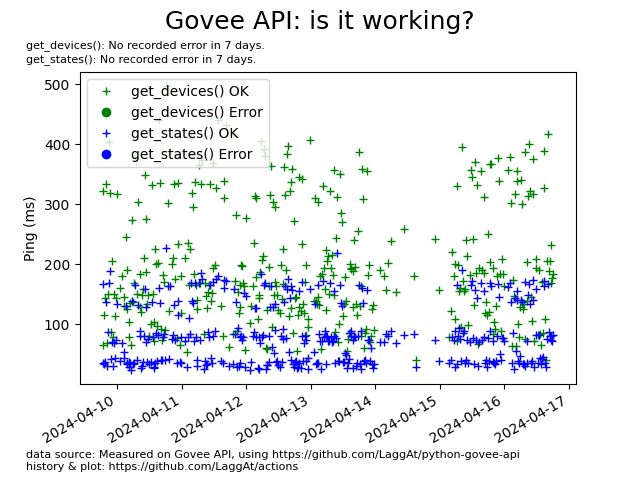 Govee API: is it working?
get_devices(): No recorded error in 7 days.
get_states(): No recorded error in 7 days.
get_devices() OK
get_devices() Error
get_states() OK
get_states() Error
Ping (ms)
500
400
300
200
100
2024-04-10
2024-04-11
2024-04-12
2024-04-13
2024-04-14
2024-04-15
2024-04-16
2024-04-17
data source: Measured on Govee API, using https://github.com/LaggAt/python-govee-api
history & plot: https://github.com/LaggAt/actions